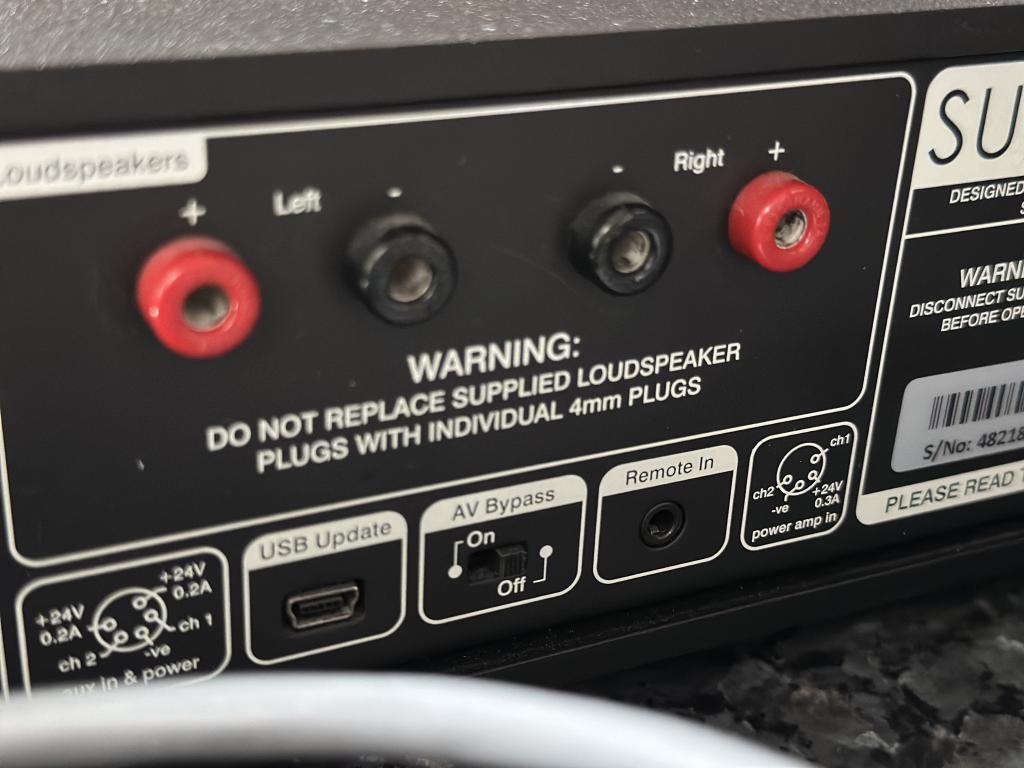 Loudspeakers
+ Left -
- Right +
WARNING:
DO NOT REPLACE SUPPLIED LOUDSPEAKER
PLUGS WITH INDIVIDUAL 4mm PLUGS
+24V
0.2A
+24V
0.2A
ch 1
ch 2
-ve
aux in & power
USB Update
AV Bypass
On
Off
Remote In
ch1
ch2
+24V
0.3A
-ve
power amp in
SU
DESIGNED
S
WARN
DISCONNECT SU
BEFORE OPE
S/No: 48218
PLEASE READ